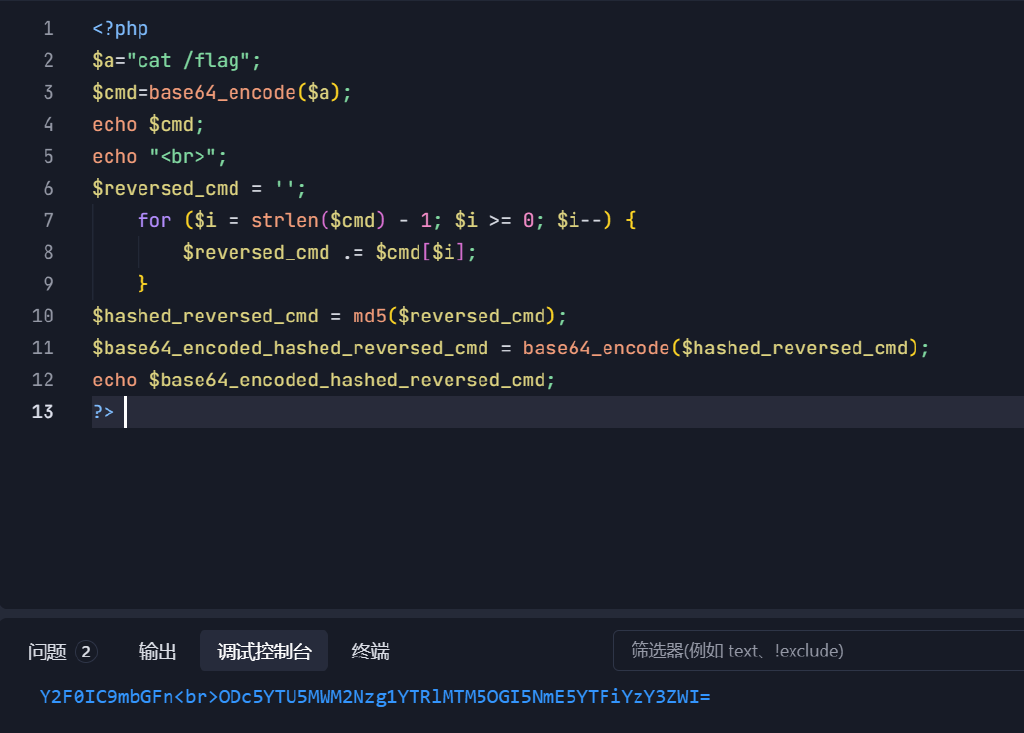 1 <?php
2 $a="cat /flag";
3 $cmd=base64_encode($a);
4 echo $cmd;
5 echo "<br>";
6 $reversed_cmd = '';
7 for ($i = strlen($cmd) - 1; $i >= 0; $i--) {
8 $reversed_cmd .= $cmd[$i];
9 }
10 $hashed_reversed_cmd = md5($reversed_cmd);
11 $base64_encoded_hashed_reversed_cmd = base64_encode($hashed_reversed_cmd);
12 echo $base64_encoded_hashed_reversed_cmd;
13 ?>
问题 2 输出 调试控制台 终端 筛选器(例如 text、!exclude)
Y2F0IC9mbGFn<br>ODc5YTU5MWM2Nzg1YTRlMTM5OGI5NmE5YTFiYzY3ZWI=